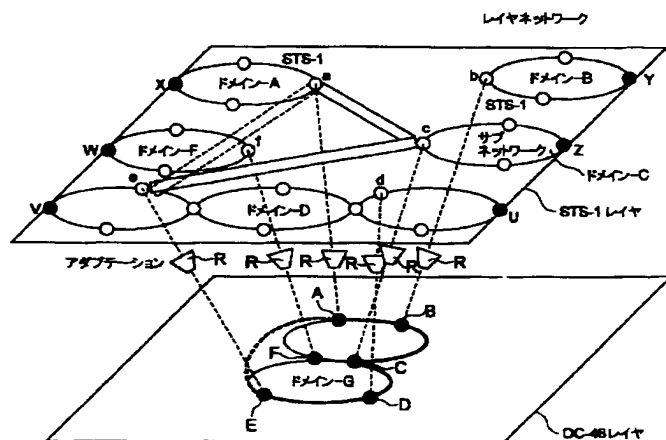 レイヤネットワーク
STS-1
a
b
X
ドメイン-A
ドメイン-B
Y
STS-1
W
ドメイン-F
f
c
サブ
ネットワーク
Z
ドメイン-C
e
d
V
ドメイン-D
U
STS-1レイヤ
アダプテーション
R
R
R
R
R
R
A
B
F
C
ドメイン-G
E
D
OC-48レイヤ